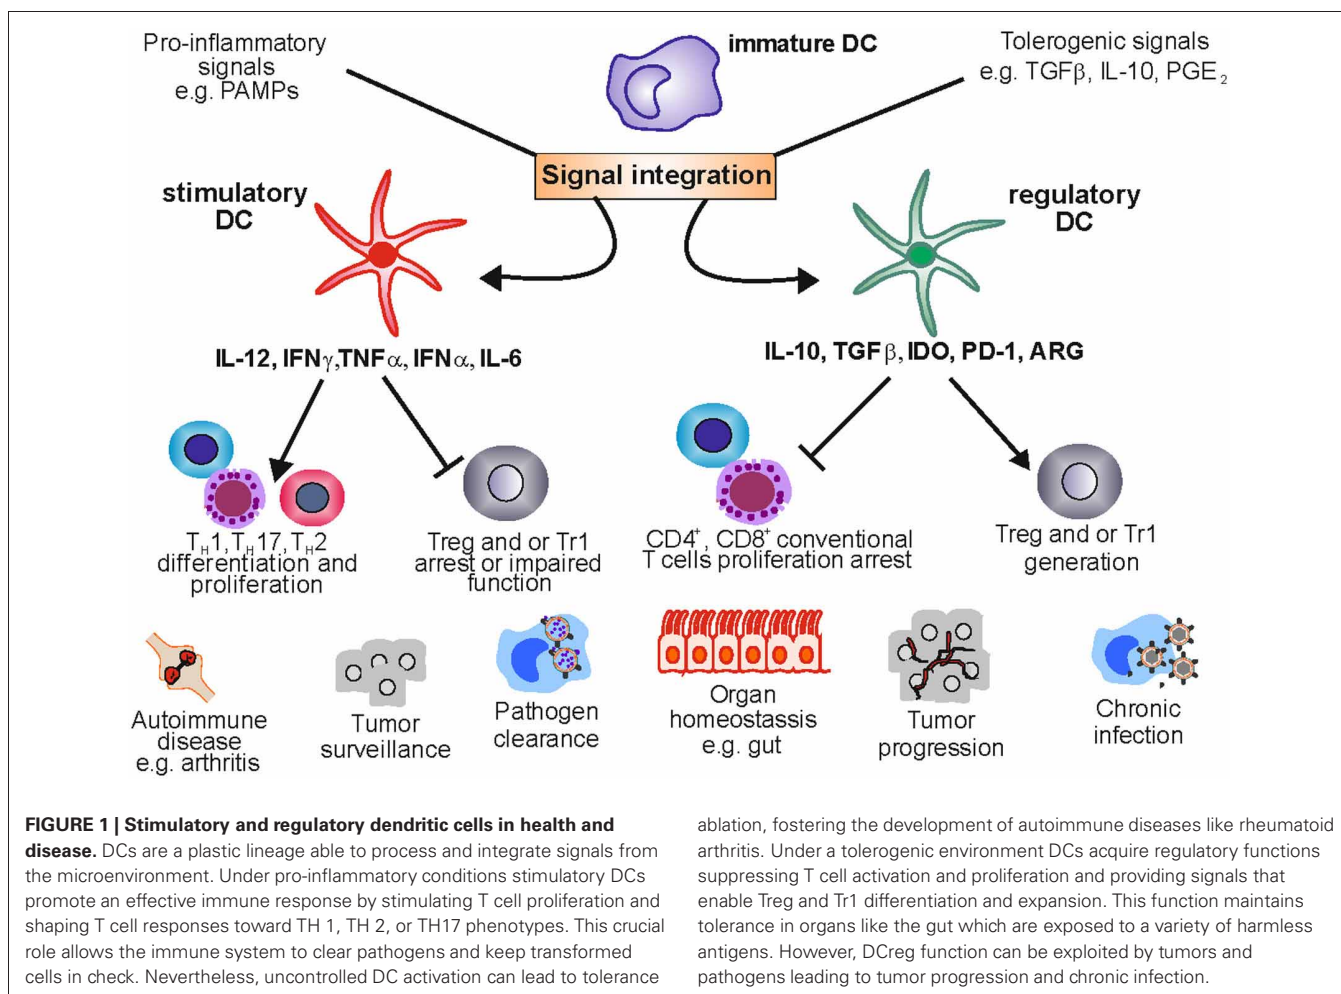 Pro-inflammatory
signals
e.g. PAMPs
immature DC
Tolerogenic signals
e.g. TGFβ, IL-10, PGE₂
Signal integration
stimulatory
DC
regulatory
DC
IL-12, IFNγ,TNFα, IFNα, IL-6
IL-10, TGFβ, IDO, PD-1, ARG
T_H1, T_H17, T_H2
differentiation and
proliferation
Treg and or Tr1
arrest or impaired
function
CD4⁺, CD8⁺ conventional
T cells proliferation arrest
Treg and or Tr1
generation
Autoimmune
disease
e.g. arthritis
Tumor
surveillance
Pathogen
clearance
Organ
homeostassis
e.g. gut
Tumor
progression
Chronic
infection
FIGURE 1 | Stimulatory and regulatory dendritic cells in health and
disease. DCs are a plastic lineage able to process and integrate signals from
the microenvironment. Under pro-inflammatory conditions stimulatory DCs
promote an effective immune response by stimulating T cell proliferation and
shaping T cell responses toward TH 1, TH 2, or TH17 phenotypes. This crucial
role allows the immune system to clear pathogens and keep transformed
cells in check. Nevertheless, uncontrolled DC activation can lead to tolerance
ablation, fostering the development of autoimmune diseases like rheumatoid
arthritis. Under a tolerogenic environment DCs acquire regulatory functions
suppressing T cell activation and proliferation and providing signals that
enable Treg and Tr1 differentiation and expansion. This function maintains
tolerance in organs like the gut which are exposed to a variety of harmless
antigens. However, DCreg function can be exploited by tumors and
pathogens leading to tumor progression and chronic infection.